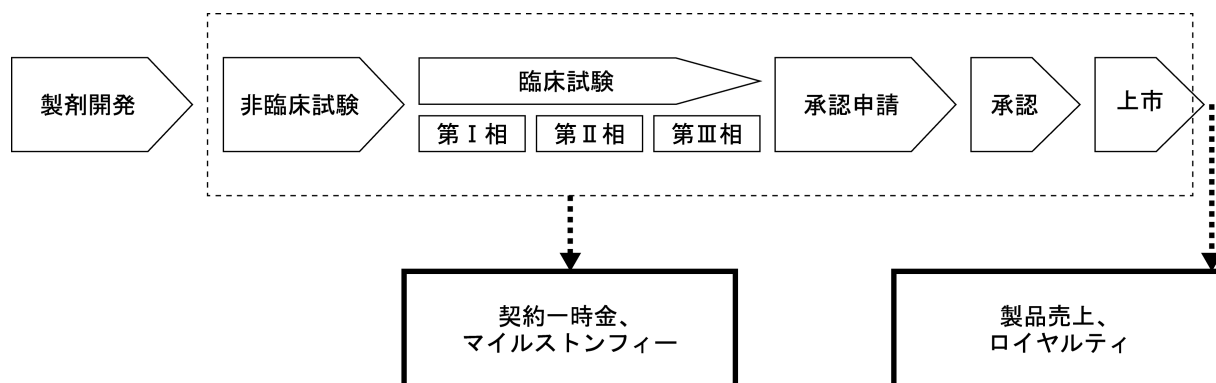 製剤開発
非臨床試験
臨床試験
第Ⅰ相
第Ⅱ相
第Ⅲ相
承認申請
承認
上市
契約一時金、
マイルストンフィー
製品売上、
ロイヤルティ